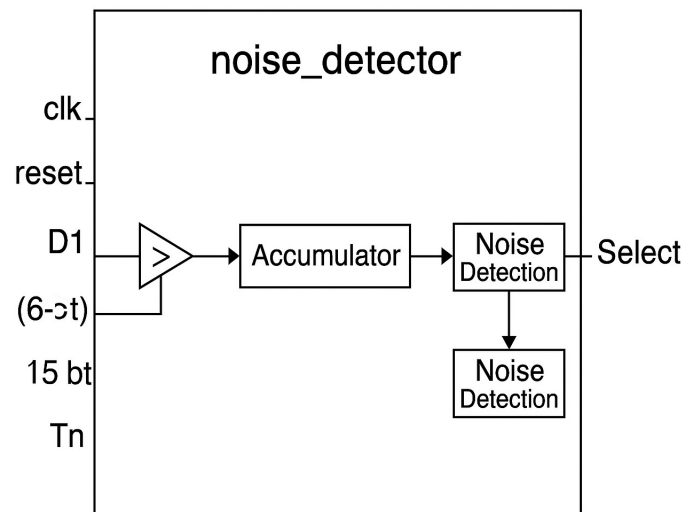 noise_detector
clk
reset
D1
>
Accumulator
Noise
Detection
Select
15 bt
Noise
Detection
Tn